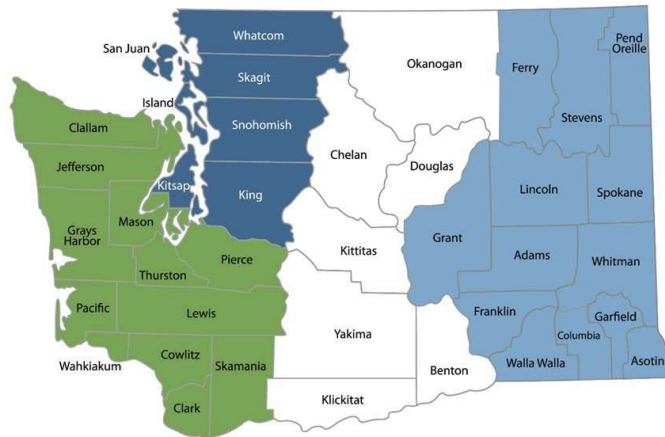 Whatcom
San Juan
Skagit
Okanogan
Pend
Oreille
Ferry
Stevens
Island
Clallam
Snohomish
Chelan
Douglas
Jefferson
Kitsap
King
Lincoln
Spokane
Mason
Grays
Harbor
Grant
Kittitas
Pierce
Adams
Whitman
Thurston
Pacific
Lewis
Franklin
Garfield
Yakima
Columbia
Wahkiakum
Cowlitz
Skamania
Walla Walla
Asotin
Benton
Klickitat
Clark